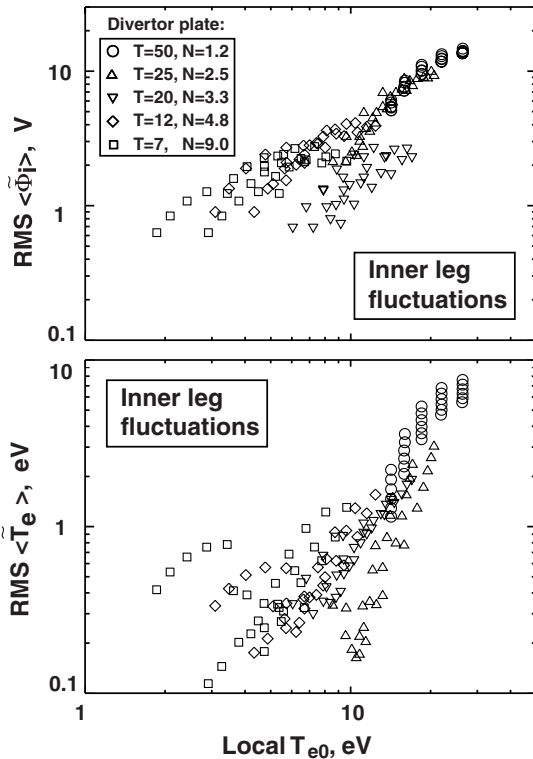 Divertor plate:
T=50, N=1.2
T=25, N=2.5
T=20, N=3.3
T=12, N=4.8
T=7, N=9.0
10
1
0.1
RMS <Φ̃i>, V
Inner leg
fluctuations
Inner leg
fluctuations
10
1
0.1
RMS <T̃e>, eV
1
10
Local Te0, eV